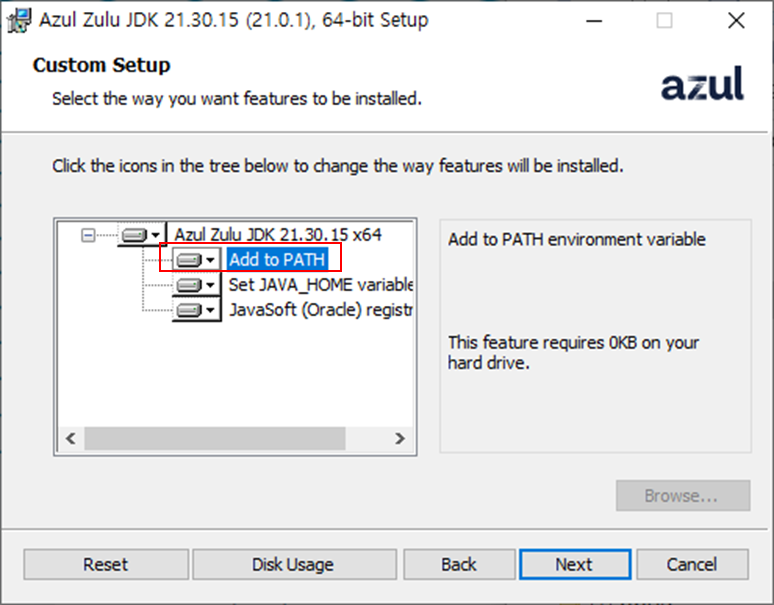 Azul Zulu JDK 21.30.15 (21.0.1), 64-bit Setup
Custom Setup
Select the way you want features to be installed.
azul
Click the icons in the tree below to change the way features will be installed.
Azul Zulu JDK 21.30.15 x64
Add to PATH
Set JAVA_HOME variable
JavaSoft (Oracle) registr
Add to PATH environment variable
This feature requires 0KB on your
hard drive.
Browse...
Reset
Disk Usage
Back
Next
Cancel